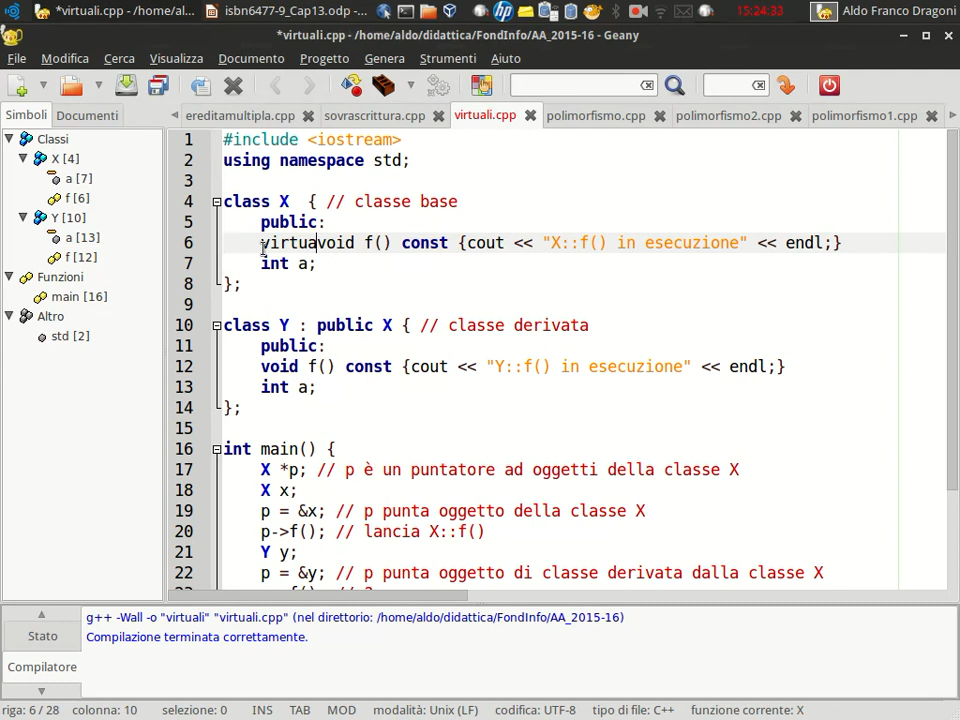 *virtuali.cpp - /home/al...
isbn6477-9_Cap13.odp - ...
15:24:33
Aldo Franco Dragoni
*virtuali.cpp - /home/aldo/didattica/FondInfo/AA_2015-16 - Geany
File Modifica Cerca Visualizza Documento Progetto Genera Strumenti Aiuto
Simboli Documenti
ereditamultipla.cpp sovrascrittura.cpp virtuali.cpp polimorfismo.cpp polimorfismo2.cpp polimorfismo1.cpp
Classi
X [4]
a [7]
f [6]
Y [10]
a [13]
f [12]
Funzioni
main [16]
Altro
std [2]
1 #include <iostream>
2 using namespace std;
3
4 class X { // classe base
5 public:
6 virtuavoid f() const {cout << "X::f() in esecuzione" << endl;}
7 int a;
8 };
9
10 class Y : public X { // classe derivata
11 public:
12 void f() const {cout << "Y::f() in esecuzione" << endl;}
13 int a;
14 };
15
16 int main() {
17 X *p; // p è un puntatore ad oggetti della classe X
18 X x;
19 p = &x; // p punta oggetto della classe X
20 p->f(); // lancia X::f()
21 Y y;
22 p = &y; // p punta oggetto di classe derivata dalla classe X
Stato
Compilatore
g++ -Wall -o "virtuali" "virtuali.cpp" (nel direttorio: /home/aldo/didattica/FondInfo/AA_2015-16)
Compilazione terminata correttamente.
riga: 6 / 28 colonna: 10 selezione: 0 INS TAB MOD modalità: Unix (LF) codifica: UTF-8 tipo di file: C++ funzione corrente: X